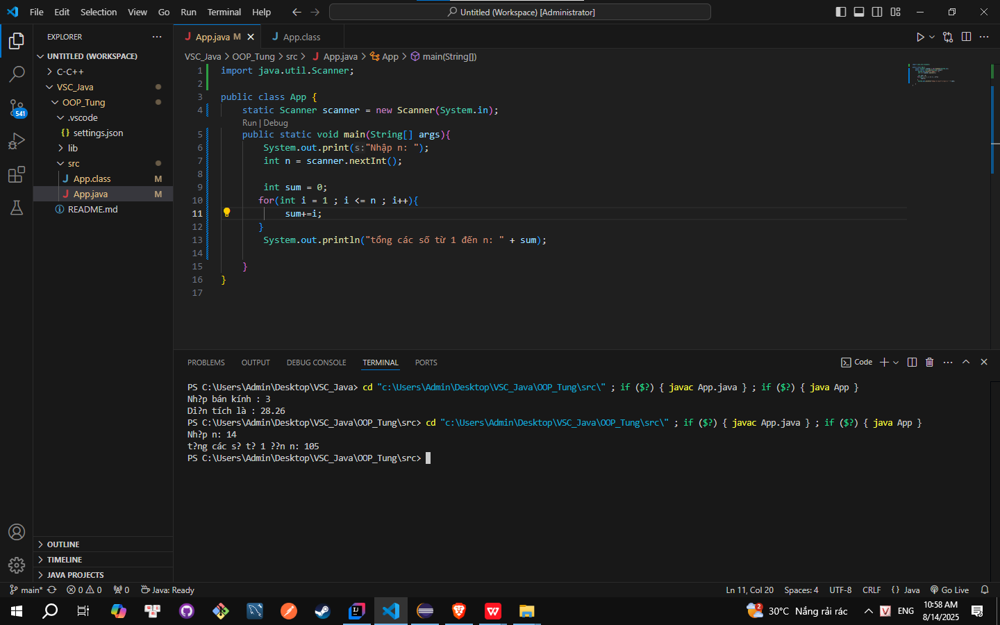 File Edit Selection View Go Run Terminal Help
Untitled (Workspace) [Administrator]
EXPLORER
UNTITLED (WORKSPACE)
C-C++
VSC_Java
OOP_Tung
.vscode
{} settings.json
lib
src
J App.class M
J App.java M
README.md
OUTLINE
TIMELINE
JAVA PROJECTS
541
J App.java M
J App.class
VSC_Java > OOP_Tung > src > J App.java > App > main(String[])
1 import java.util.Scanner;
2
3 public class App {
4 static Scanner scanner = new Scanner(System.in);
Run | Debug
5 public static void main(String[] args){
6 System.out.print(s:"Nhập n: ");
7 int n = scanner.nextInt();
8
9 int sum = 0;
10 for(int i = 1 ; i <= n ; i++){
11 sum+=i;
12 }
13 System.out.println("tổng các số từ 1 đến n: " + sum);
14
15 }
16 }
17
PROBLEMS OUTPUT DEBUG CONSOLE TERMINAL PORTS
Code
PS C:\Users\Admin\Desktop\VSC_Java> cd "c:\Users\Admin\Desktop\VSC_Java\OOP_Tung\src\" ; if ($?) { javac App.java } ; if ($?) { java App }
Nh?p bán kính : 3
Di?n tích là : 28.26
PS C:\Users\Admin\Desktop\VSC_Java\OOP_Tung\src> cd "c:\Users\Admin\Desktop\VSC_Java\OOP_Tung\src\" ; if ($?) { javac App.java } ; if ($?) { java App }
Nh?p n: 14
t?ng các s? t? 1 ??n n: 105
PS C:\Users\Admin\Desktop\VSC_Java\OOP_Tung\src>
main* 0 0 0 Java: Ready
Ln 11, Col 20 Spaces: 4 UTF-8 CRLF {} Java Go Live
2 30°C Nắng rải rác
V ENG
10:58 AM
8/14/2025